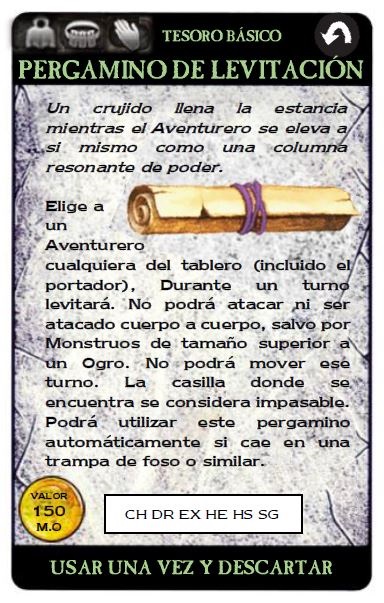 TESORO BÁSICO
PERGAMINO DE LEVITACIÓN
Un crujido llena la estancia
mientras el Aventurero se eleva a
si mismo como una columna
resonante de poder.
Elige a
un
Aventurero
cualquiera del tablero (incluido el
portador), Durante un turno
levitará. No podrá atacar ni ser
atacado cuerpo a cuerpo, salvo por
Monstruos de tamaño superior a
un Ogro. No podrá mover ese
turno. La casilla donde se
encuentra se considera impasable.
Podrá utilizar este pergamino
automáticamente si cae en una
trampa de foso o similar.
VALOR
150
M.O
CH DR EX HE HS SG
USAR UNA VEZ Y DESCARTAR